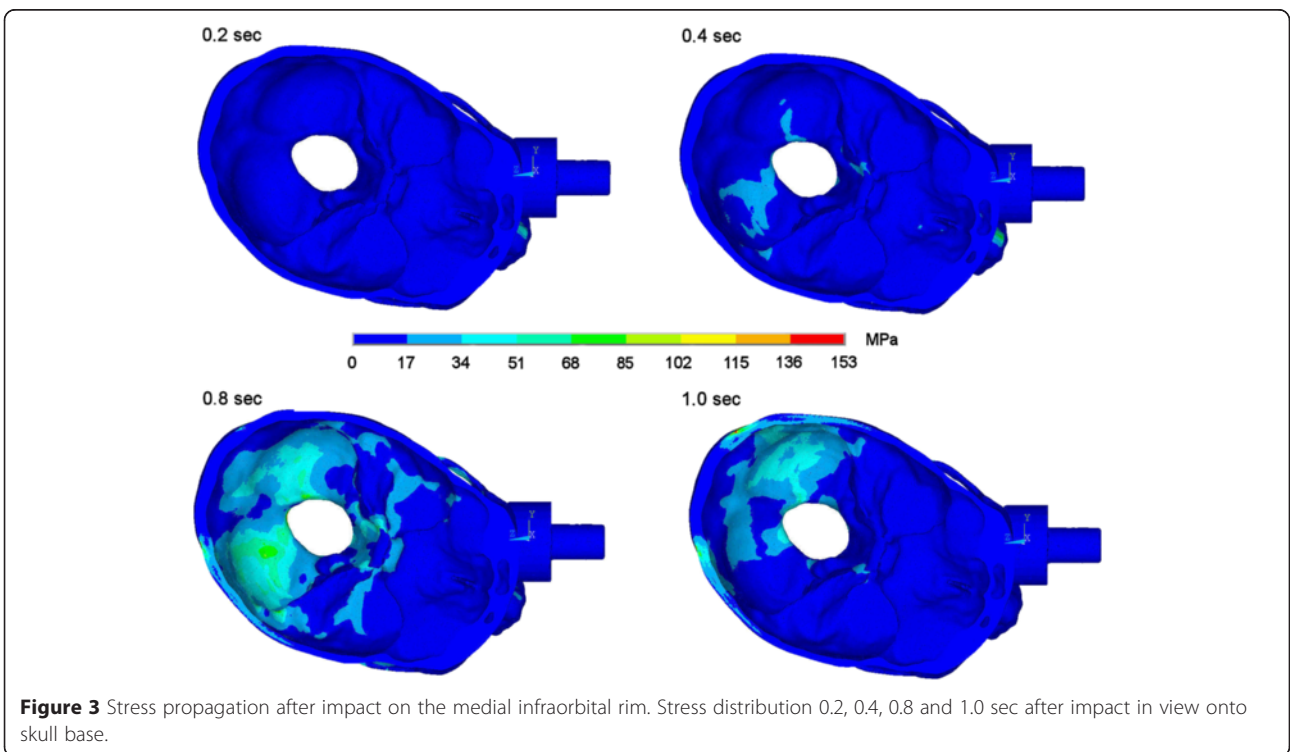 0.2 sec
0.4 sec
Y
X
Y
X
MPa
0 17 34 51 68 85 102 115 136 153
0.8 sec
1.0 sec
Y
X
Y
X
Figure 3 Stress propagation after impact on the medial infraorbital rim. Stress distribution 0.2, 0.4, 0.8 and 1.0 sec after impact in view onto
skull base.